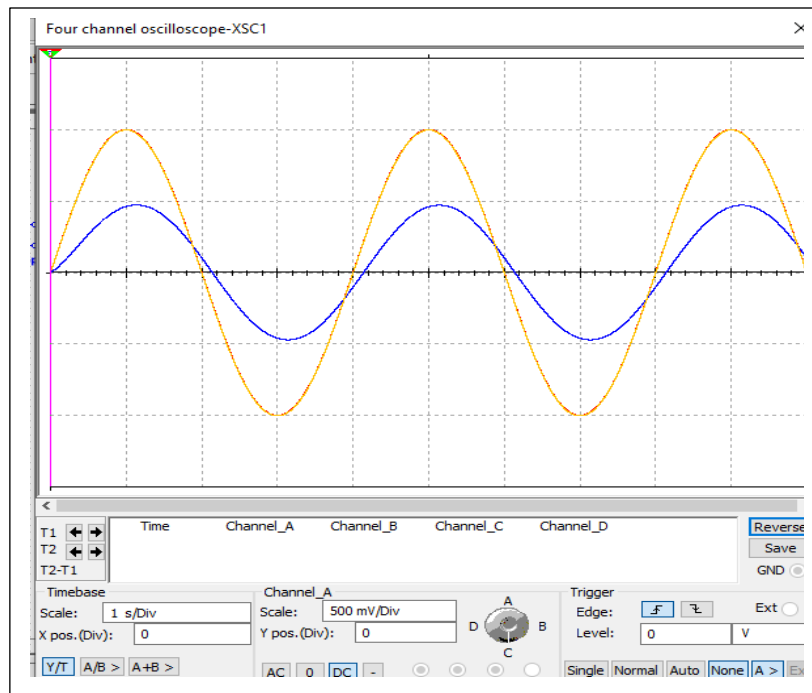 Four channel oscilloscope-XSC1
Time Channel_A Channel_B Channel_C Channel_D
T1
T2
T2-T1
Reverse
Save
GND
Timebase
Scale: 1 s/Div
X pos.(Div): 0
Y/T A/B > A+B >
Channel_A
Scale: 500 mV/Div
Y pos.(Div): 0
AC 0 DC -
A
D B
C
Trigger
Edge: Ext
Level: 0 V
Single Normal Auto None A >